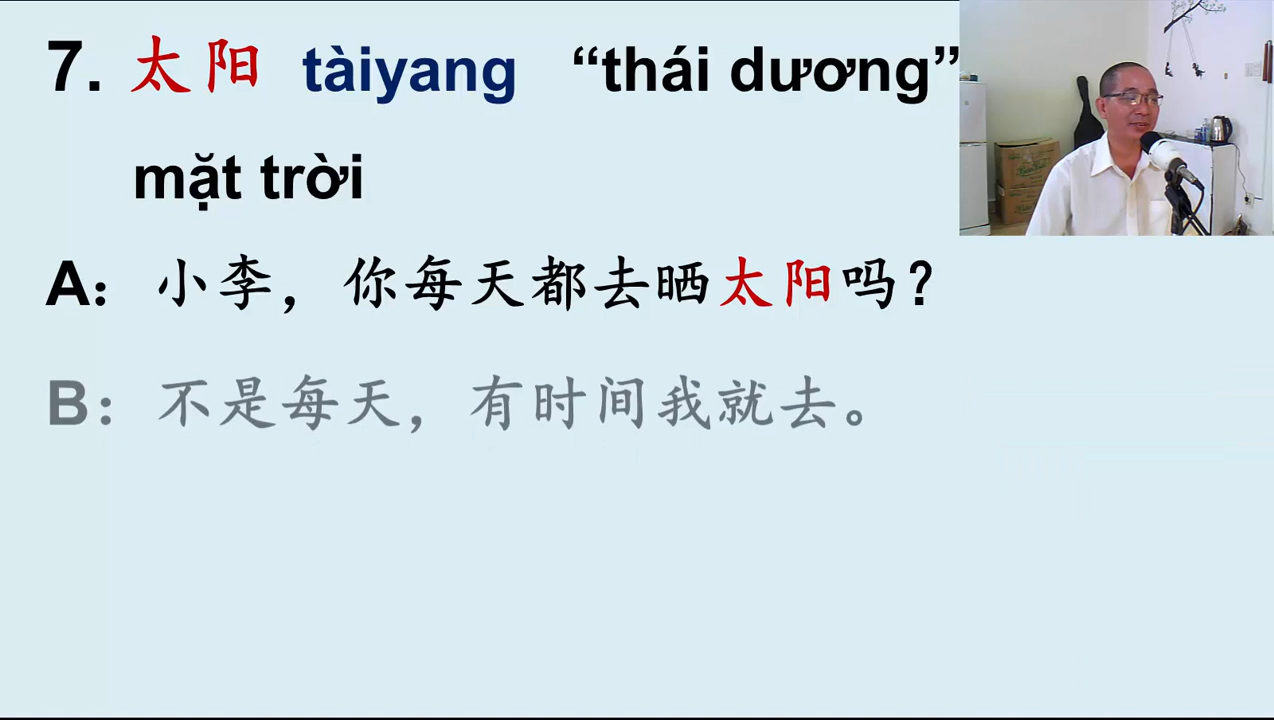 7. 太阳 tàiyang “thái dương”
mặt trời
A：小李，你每天都去晒太阳吗？
B：不是每天，有时间我就去。